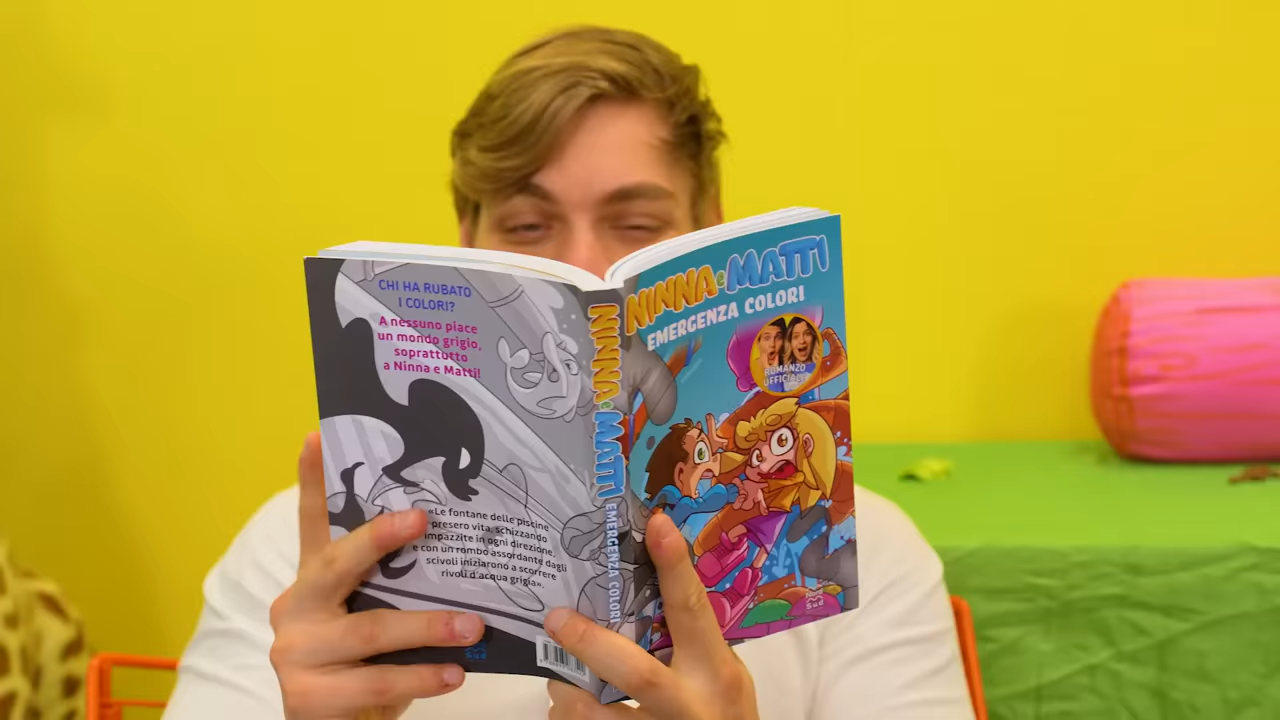 CHI HA RUBATO
I COLORI?
A nessuno piace
un mondo grigio,
soprattutto
a Ninna e Matti!
«Le fontane delle piscine
presero vita, schizzando
impazzite in ogni direzione,
e con un rombo assordante dagli
scivoli iniziarono a scorrere
rivoli d'acqua grigia».
NINNA e MATTI EMERGENZA COLORI
NINNA e MATTI
EMERGENZA COLORI
ROMANZO
UFFICIALE
Nord
Sud